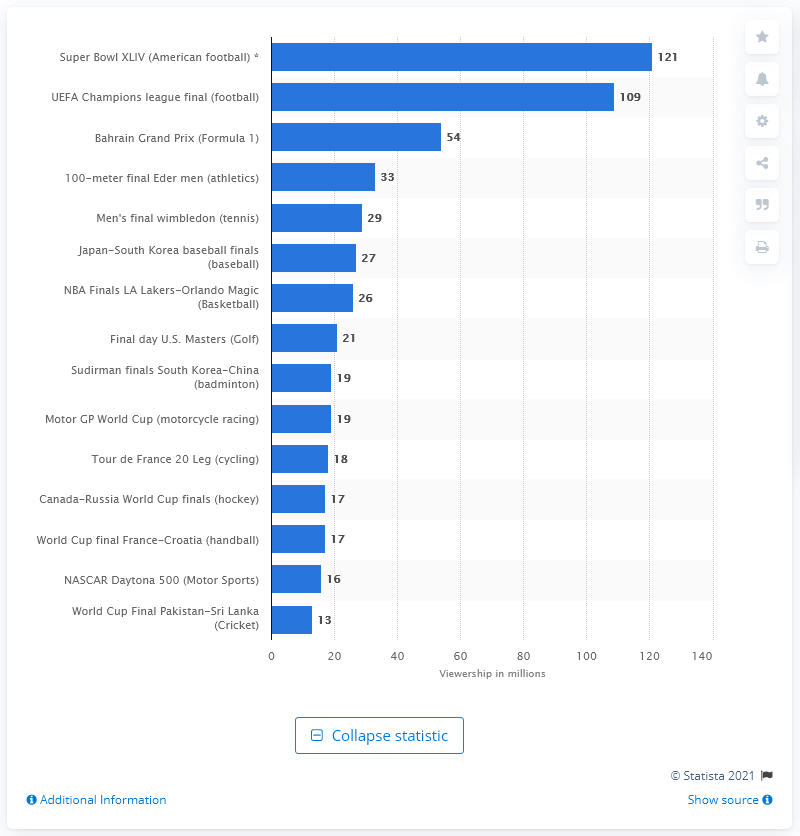 Super Bowl XLIV (American football) *
121
UEFA Champions league final (football)
109
Bahrain Grand Prix (Formula 1)
54
100-meter final Eder men (athletics)
33
Men's final wimbledon (tennis)
29
Japan-South Korea baseball finals
(baseball)
27
NBA Finals LA Lakers-Orlando Magic
(Basketball)
26
Final day U.S. Masters (Golf)
21
Sudirman finals South Korea-China
(badminton)
19
Motor GP World Cup (motorcycle racing)
19
Tour de France 20 Leg (cycling)
18
Canada-Russia World Cup finals (hockey)
17
World Cup final France-Croatia (handball)
17
NASCAR Daytona 500 (Motor Sports)
16
World Cup Final Pakistan-Sri Lanka
(Cricket)
13
0 20 40 60 80 100 120 140
Viewership in millions
Collapse statistic
© Statista 2021
Additional Information
Show source